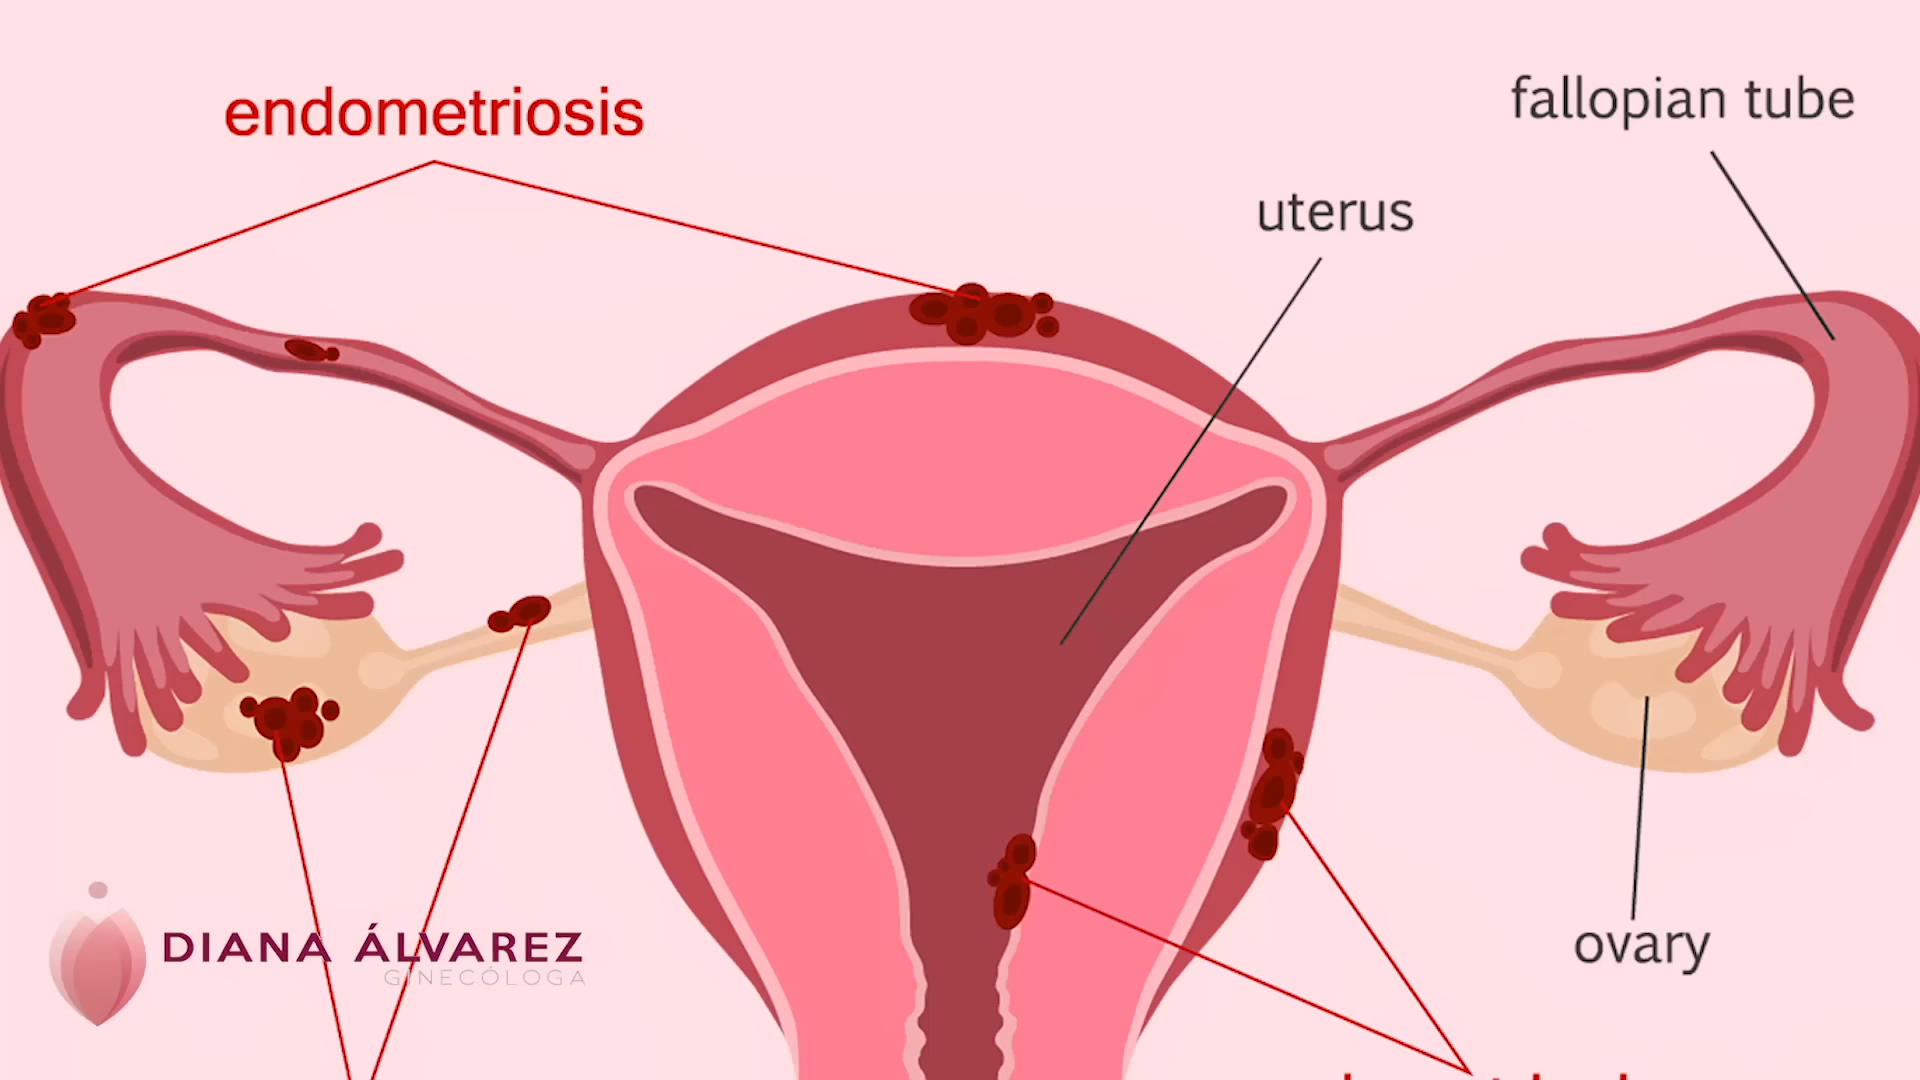 endometriosis
fallopian tube
uterus
ovary
DIANA ÁLVAREZ
GINECÓLOGA